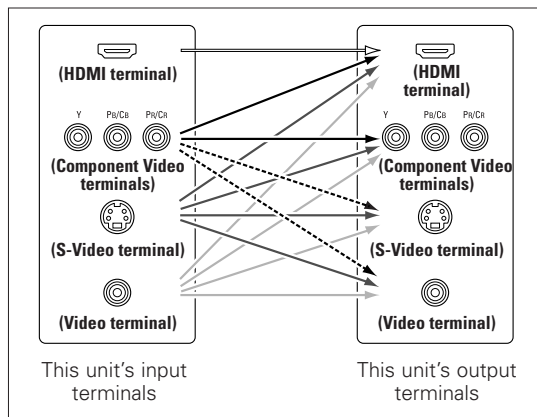 (HDMI terminal)
Y PB/CB PR/CR
(Component Video
terminals)
(S-Video terminal)
(Video terminal)
This unit's input
terminals
(HDMI
terminal)
Y PB/CB PR/CR
(Component Video
terminals)
(S-Video terminal)
(Video terminal)
This unit's output
terminals